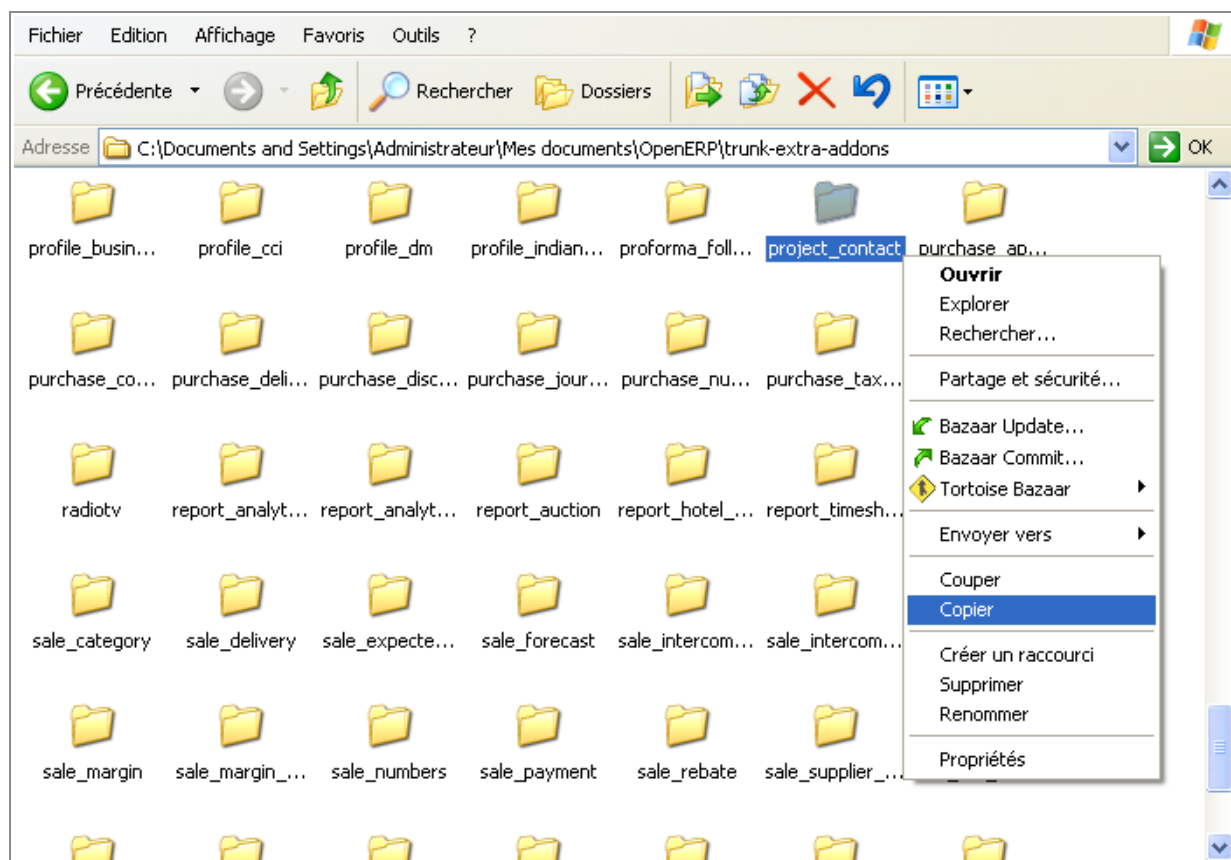 Fichier Edition Affichage Favoris Outils ?
Précédente Rechercher Dossiers
Adresse C:\Documents and Settings\Administrateur\Mes documents\OpenERP\trunk-extra-addons OK
profile_busin... profile_cci profile_dm profile_indian... proforma_foll... project_contact purchase_ap...
Ouvrir
Explorer
Rechercher...
purchase_co... purchase_deli... purchase_disc... purchase_jour... purchase_nu... purchase_tax...
Partage et sécurité...
Bazaar Update...
Bazaar Commit...
Tortoise Bazaar
radiotv report_analyt... report_analyt... report_auction report_hotel_... report_timesh...
Envoyer vers
Couper
Copier
sale_category sale_delivery sale_expecte... sale_forecast sale_intercom... sale_intercom...
Créer un raccourci
Supprimer
Renommer
Propriétés
sale_margin sale_margin_... sale_numbers sale_payment sale_rebate sale_supplier_...